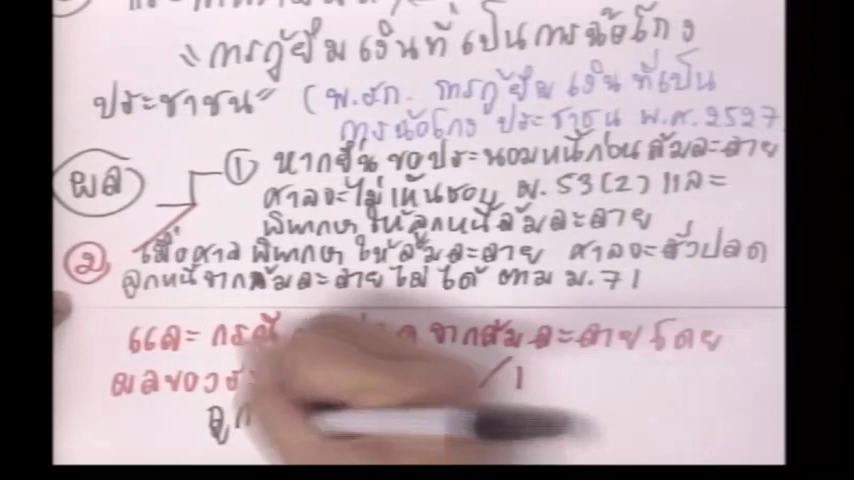 "การกู้ยืมเงินที่เป็นการฉ้อโกง
ประชาชน" (พ.ร.ก. การกู้ยืมเงินที่เป็น
การฉ้อโกงประชาชน พ.ศ.2527
ผล ① หากยื่นขอประนอมหนี้ก่อนล้มละลาย
ศาลจะไม่เห็นชอบ ม.53(2) และ
พิพากษาให้ลูกหนี้ล้มละลาย
② เมื่อศาลพิพากษาให้ล้มละลาย ศาลจะสั่งปลด
ลูกหนี้จากล้มละลายไม่ได้ ตาม ม.71
และกรณี จากล้มละลายโดย
ผลของ /1